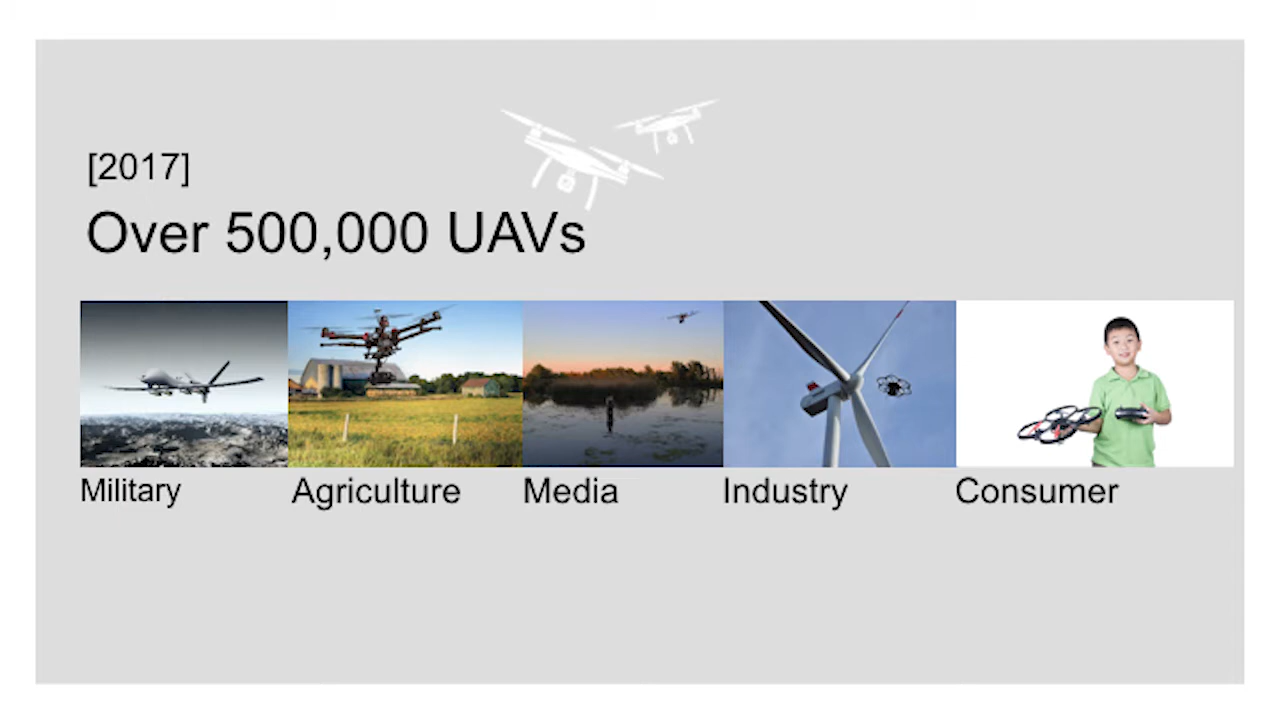 [2017]
Over 500,000 UAVs
Military
Agriculture
Media
Industry
Consumer